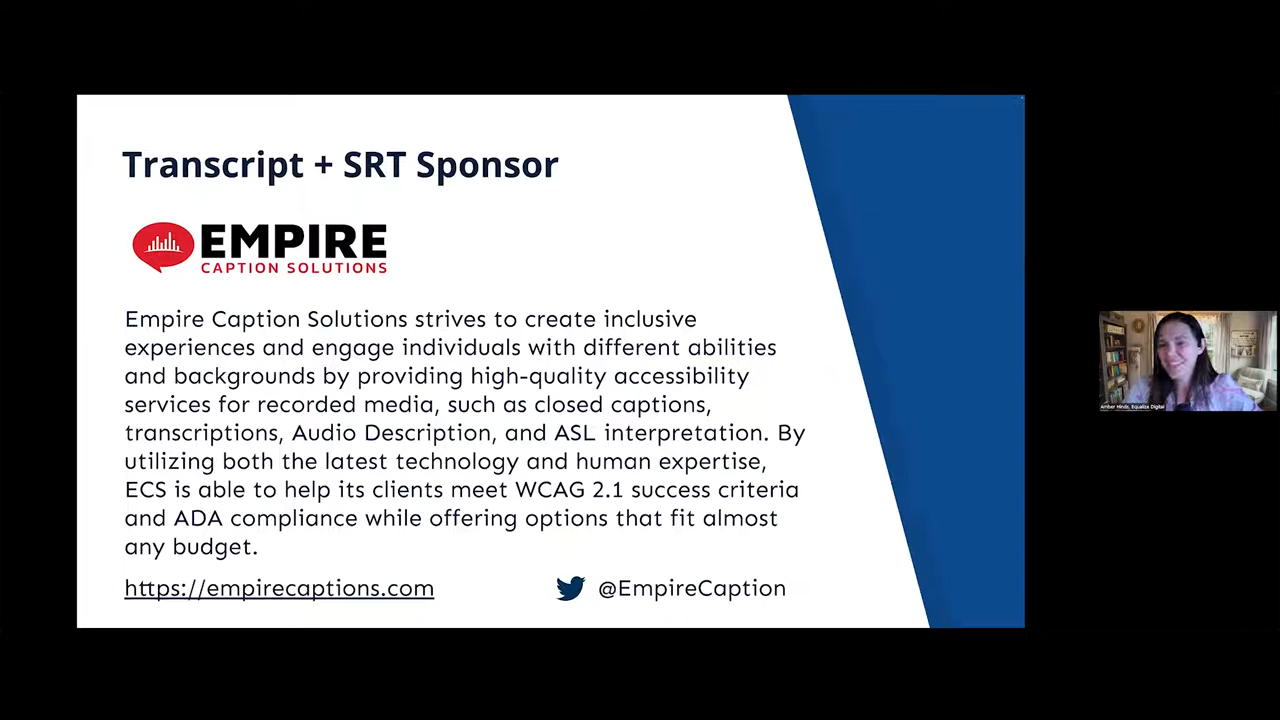 Transcript + SRT Sponsor
EMPIRE
CAPTION SOLUTIONS
Empire Caption Solutions strives to create inclusive
experiences and engage individuals with different abilities
and backgrounds by providing high-quality accessibility
services for recorded media, such as closed captions,
transcriptions, Audio Description, and ASL interpretation. By
utilizing both the latest technology and human expertise,
ECS is able to help its clients meet WCAG 2.1 success criteria
and ADA compliance while offering options that fit almost
any budget.
https://empirecaptions.com
@EmpireCaption
Amber Hinds, Equalize Digital